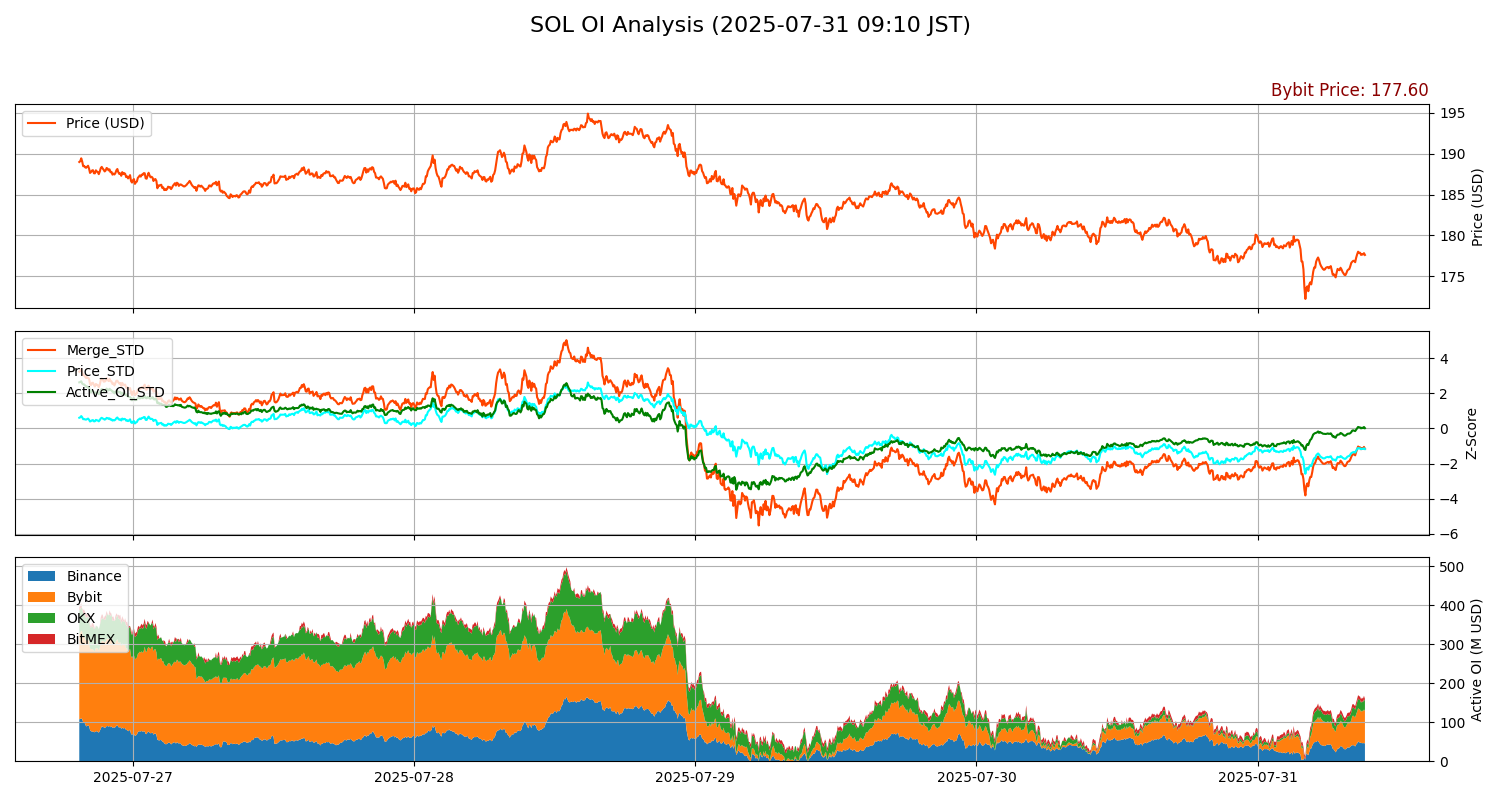 SOL OI Analysis (2025-07-31 09:10 JST)
Bybit Price: 177.60
Price (USD)
195
190
185
180
175
Price (USD)
Merge_STD
Price_STD
Active_OI_STD
4
2
0
−2
−4
−6
Z-Score
Binance
Bybit
OKX
BitMEX
500
400
300
200
100
0
Active OI (M USD)
2025-07-27
2025-07-28
2025-07-29
2025-07-30
2025-07-31